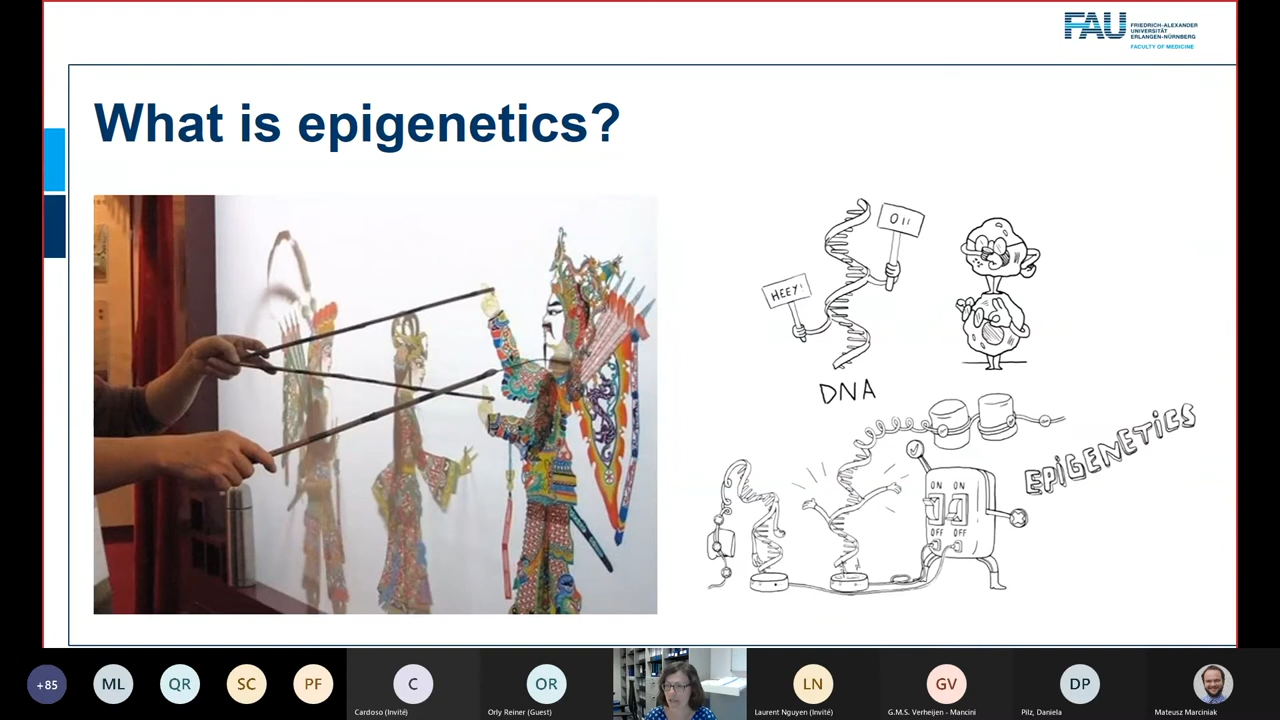 FAU
FRIEDRICH-ALEXANDER
UNIVERSITÄT
ERLANGEN-NÜRNBERG
FACULTY OF MEDICINE
What is epigenetics?
HEEY!
DNA
EPIGENETICS
ON ON
OFF OFF
+85
ML
QR
SC
PF
C
Cardoso (Invité)
OR
Orly Reiner (Guest)
LN
Laurent Nguyen (Invité)
GV
G.M.S. Verheijen - Mancini
DP
Pilz, Daniela
Mateusz Marciniak